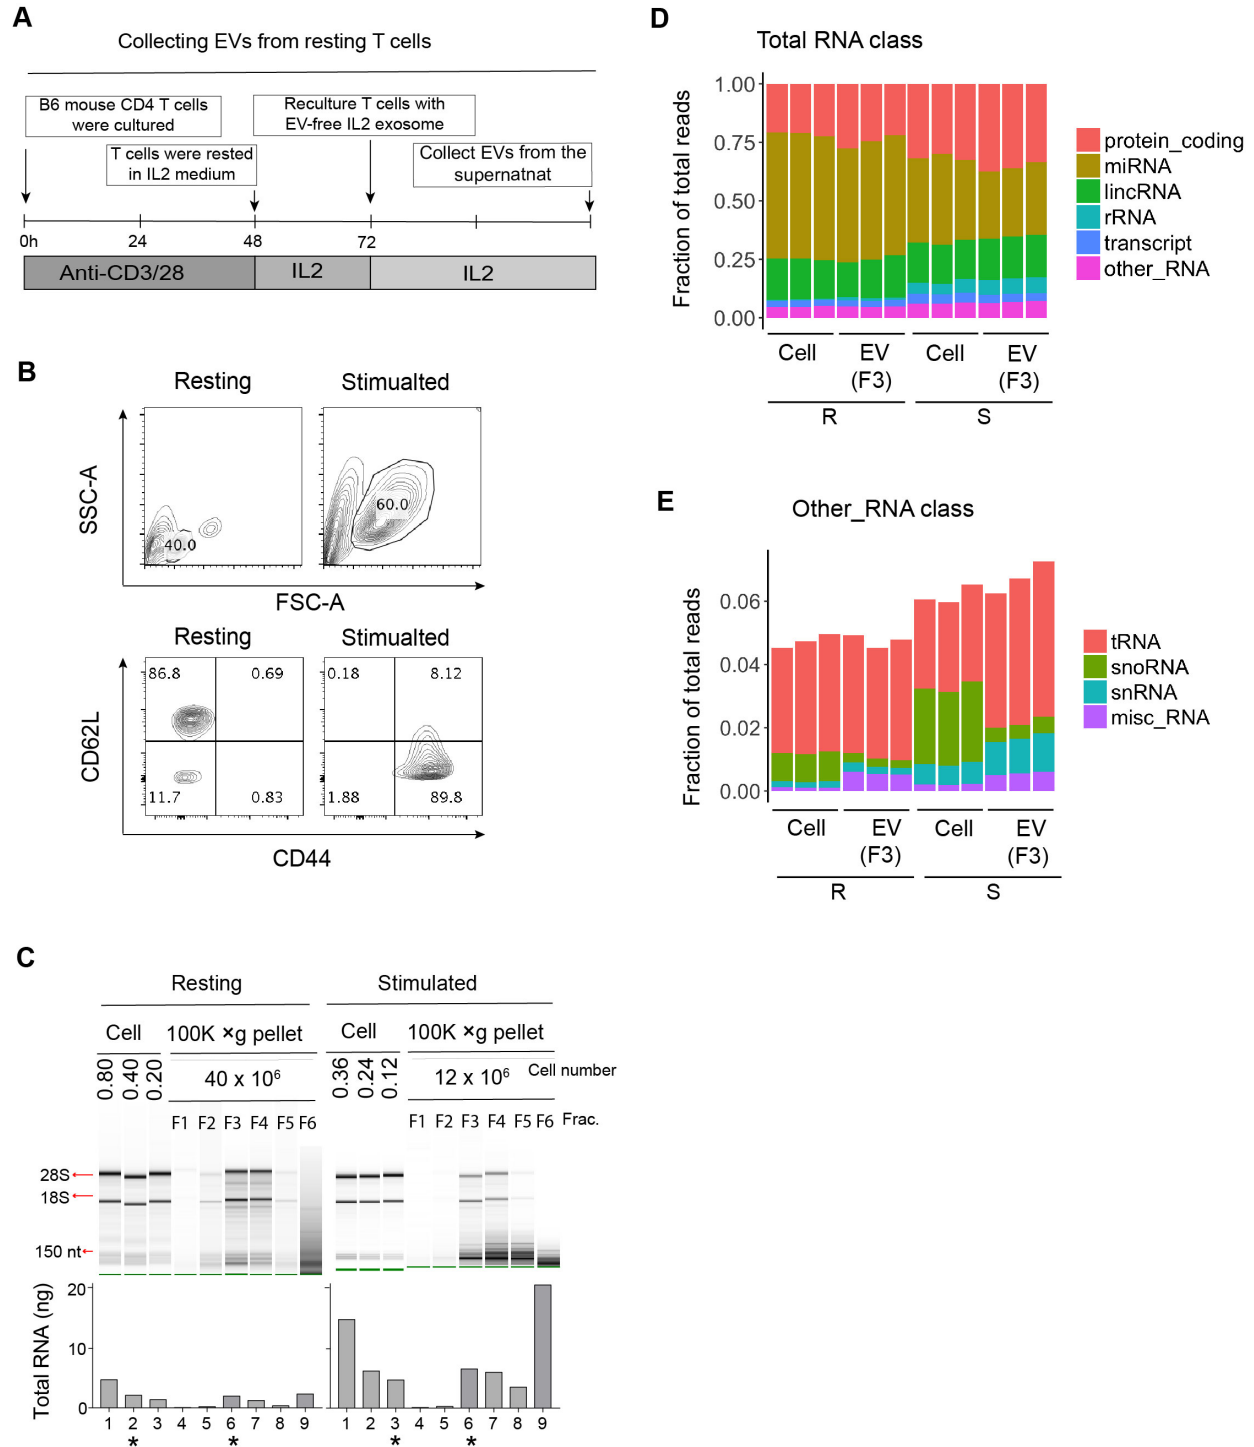 A
Collecting EVs from resting T cells
B6 mouse CD4 T cells
were cultured
Reculture T cells with
EV-free IL2 exosome
T cells were rested
in IL2 medium
Collect EVs from the
supernatnat
0h 24 48 72
Anti-CD3/28 IL2 IL2
B
Resting Stimualted
SSC-A
40.0 60.0
FSC-A
Resting Stimualted
CD62L
86.8 0.69 0.18 8.12
11.7 0.83 1.88 89.8
CD44
C
Resting Stimulated
Cell 100K ×g pellet Cell 100K ×g pellet
0.80 0.40 0.20 40 x 10⁶ 0.36 0.24 0.12 12 x 10⁶ Cell number
F1 F2 F3 F4 F5 F6 F1 F2 F3 F4 F5 F6 Frac.
28S
18S
150 nt
Total RNA (ng)
20
10
0
1 2 3 4 5 6 7 8 9 1 2 3 4 5 6 7 8 9
* * * *
D
Total RNA class
Fraction of total reads
1.00
0.75
0.50
0.25
0.00
protein_coding
miRNA
lincRNA
rRNA
transcript
other_RNA
Cell EV Cell EV
(F3) (F3)
R S
E
Other_RNA class
Fraction of total reads
0.06
0.04
0.02
0.00
tRNA
snoRNA
snRNA
misc_RNA
Cell EV Cell EV
(F3) (F3)
R S